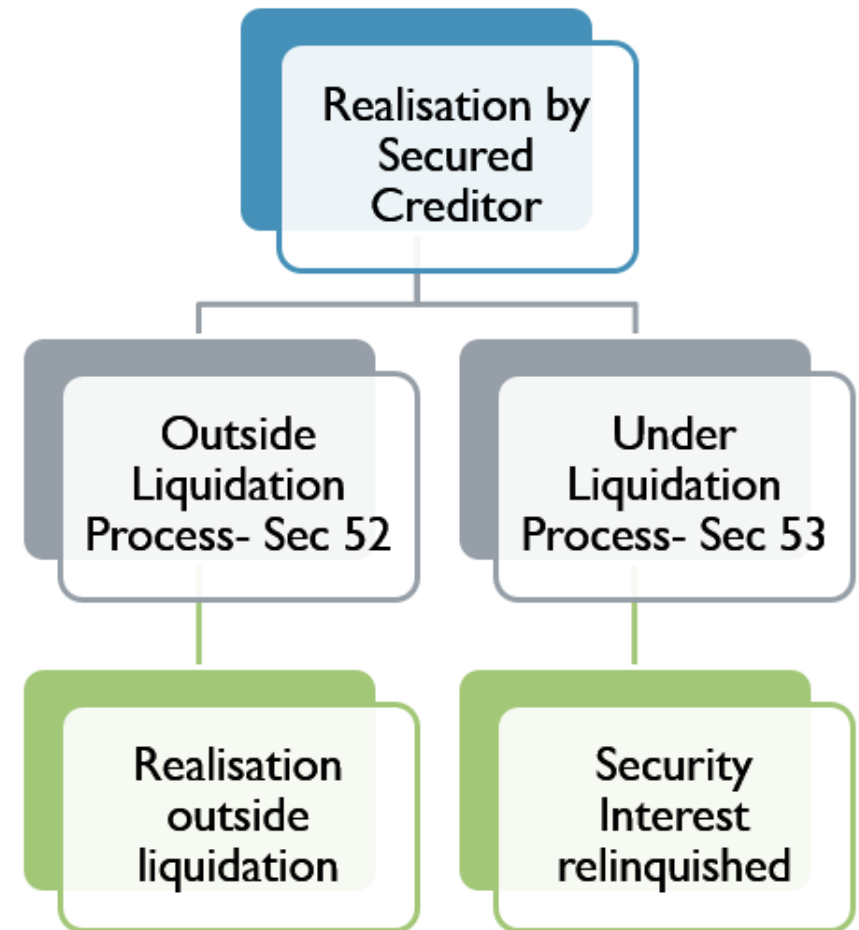 Realisation by
Secured
Creditor
Outside
Liquidation
Process- Sec 52
Under
Liquidation
Process- Sec 53
Realisation
outside
liquidation
Security
Interest
relinquished